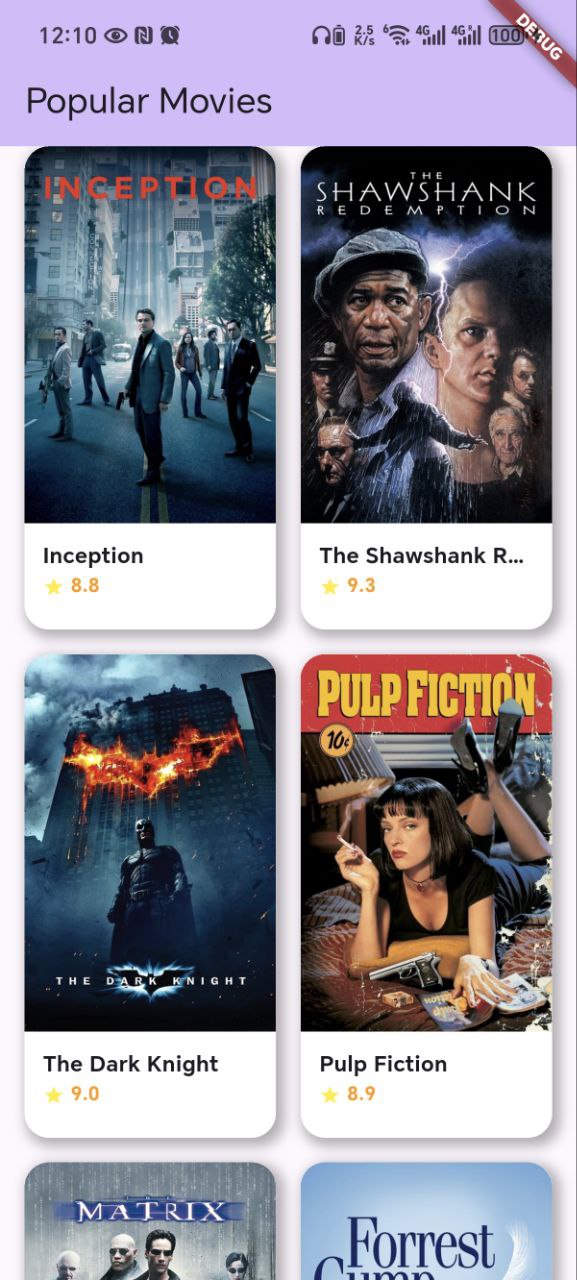 12:10 2.5 K/s 6 4G 4G R 100
DEBUG
Popular Movies
INCEPTION
THE
SHAWSHANK
REDEMPTION
Inception
8.8
The Shawshank R...
9.3
THE DARK KNIGHT
PULP FICTION
10¢
The Dark Knight
9.0
Pulp Fiction
8.9
THE
MATRIX
Forrest
Gump